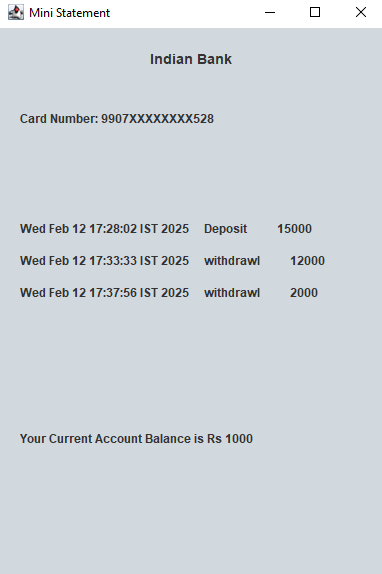 Mini Statement
Indian Bank
Card Number: 9907XXXXXXXX528
Wed Feb 12 17:28:02 IST 2025 Deposit 15000
Wed Feb 12 17:33:33 IST 2025 withdrawl 12000
Wed Feb 12 17:37:56 IST 2025 withdrawl 2000
Your Current Account Balance is Rs 1000